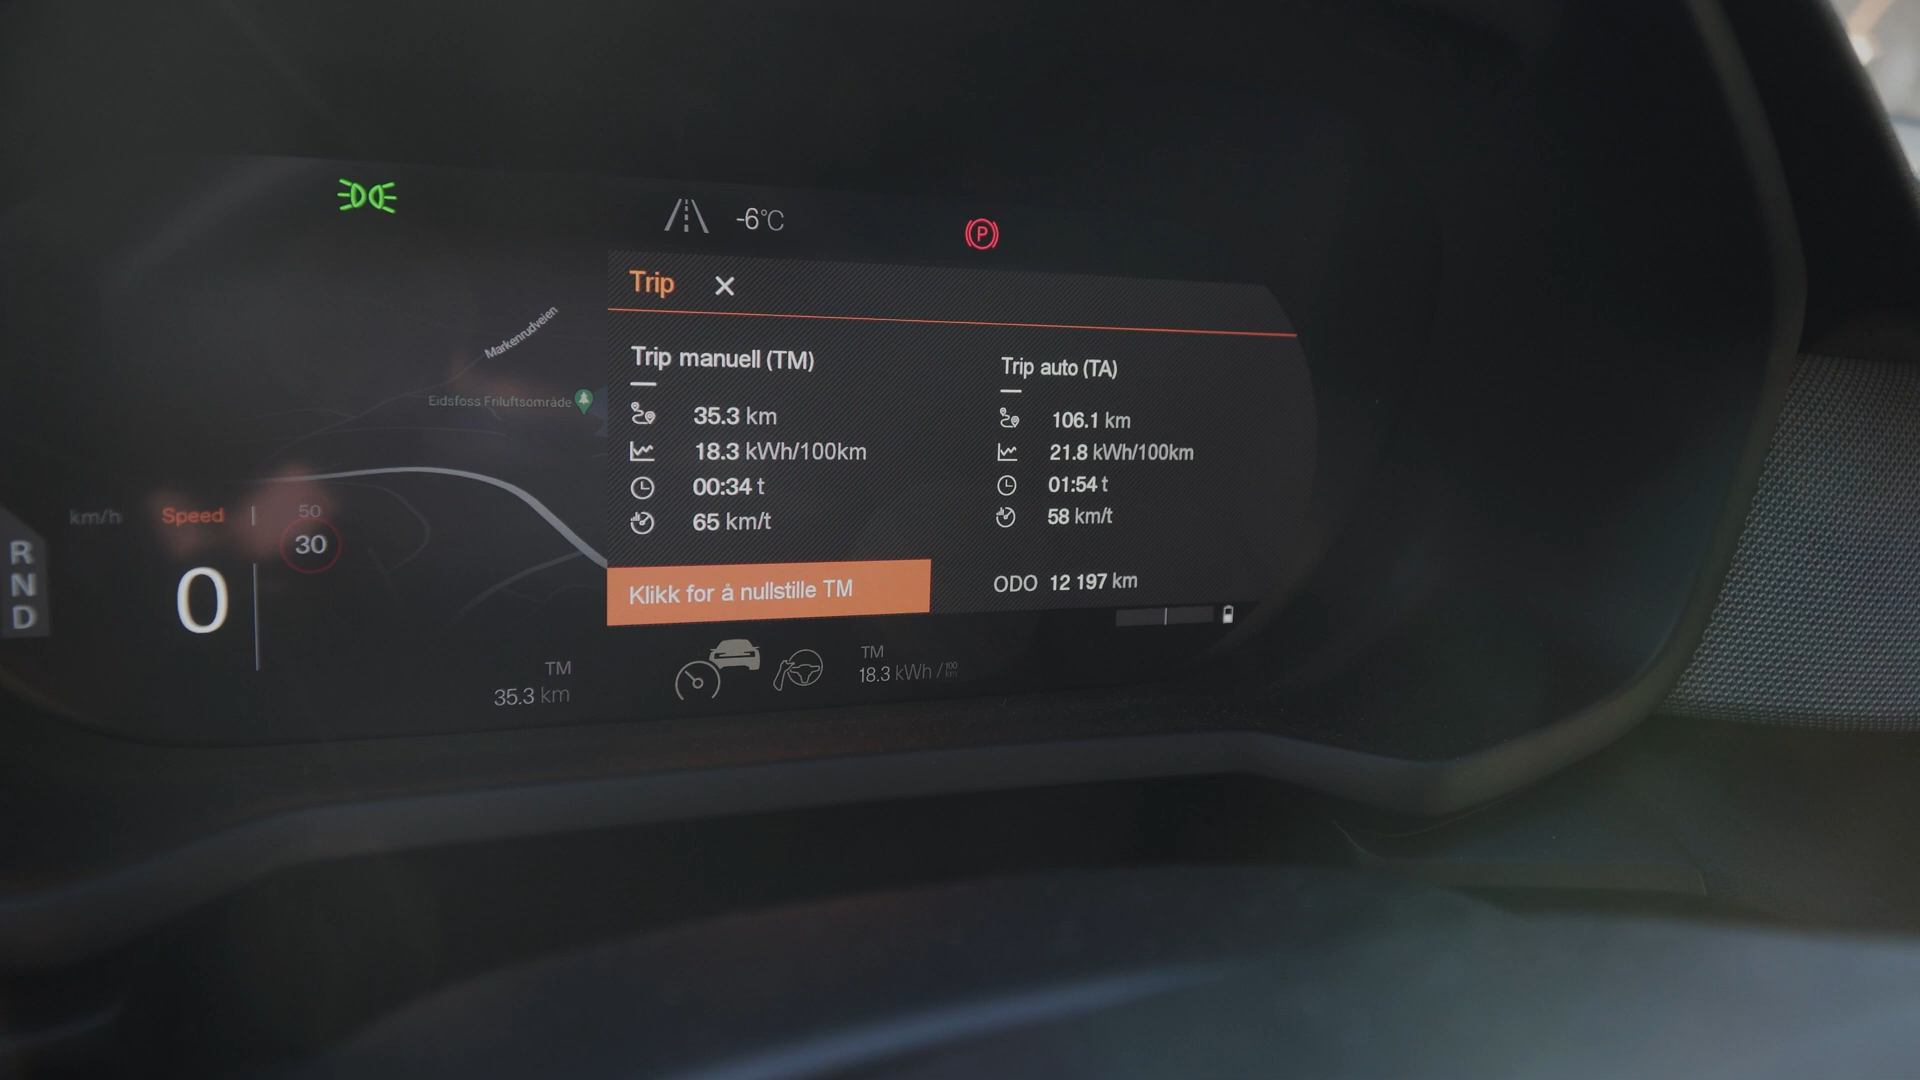 -6°C
P
Trip
Markenrudveien
Eidsfoss Friluftsområde
Trip manuell (TM)
35.3 km
18.3 kWh/100km
00:34 t
65 km/t
Trip auto (TA)
106.1 km
21.8 kWh/100km
01:54 t
58 km/t
Klikk for å nullstille TM
ODO 12 197 km
km/h
Speed
50
30
0
R
N
D
TM
35.3 km
TM
18.3 kWh/100 km